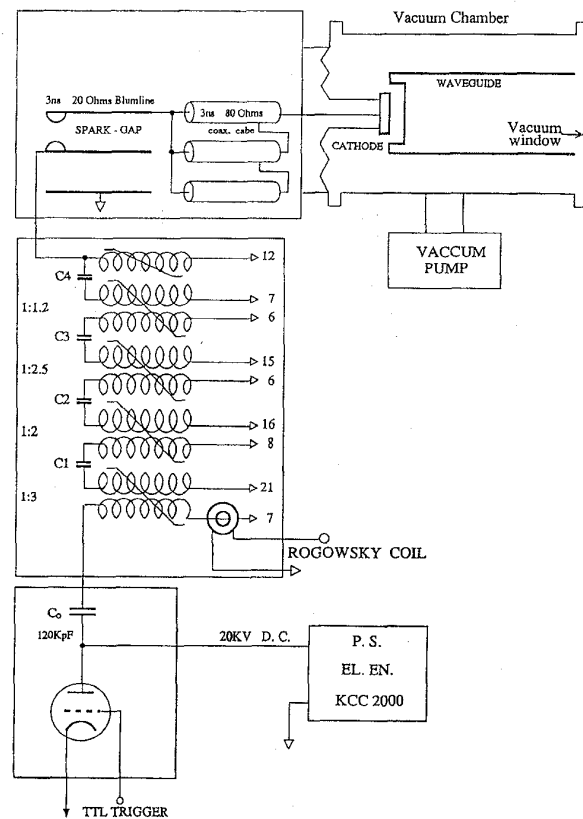 Vacuum Chamber
3ns 20 Ohms Blumline
3ns 80 Ohms
WAVEGUIDE
SPARK - GAP
coax. cabe
Vacuum
window
CATHODE
VACCUM
PUMP
12
C4
7
1:1.2
6
C3
15
1:2.5
6
C2
16
1:2
8
C1
21
1:3
7
ROGOWSKY COIL
Co
120KpF
20KV D. C.
P. S.
EL. EN.
KCC 2000
TTL TRIGGER